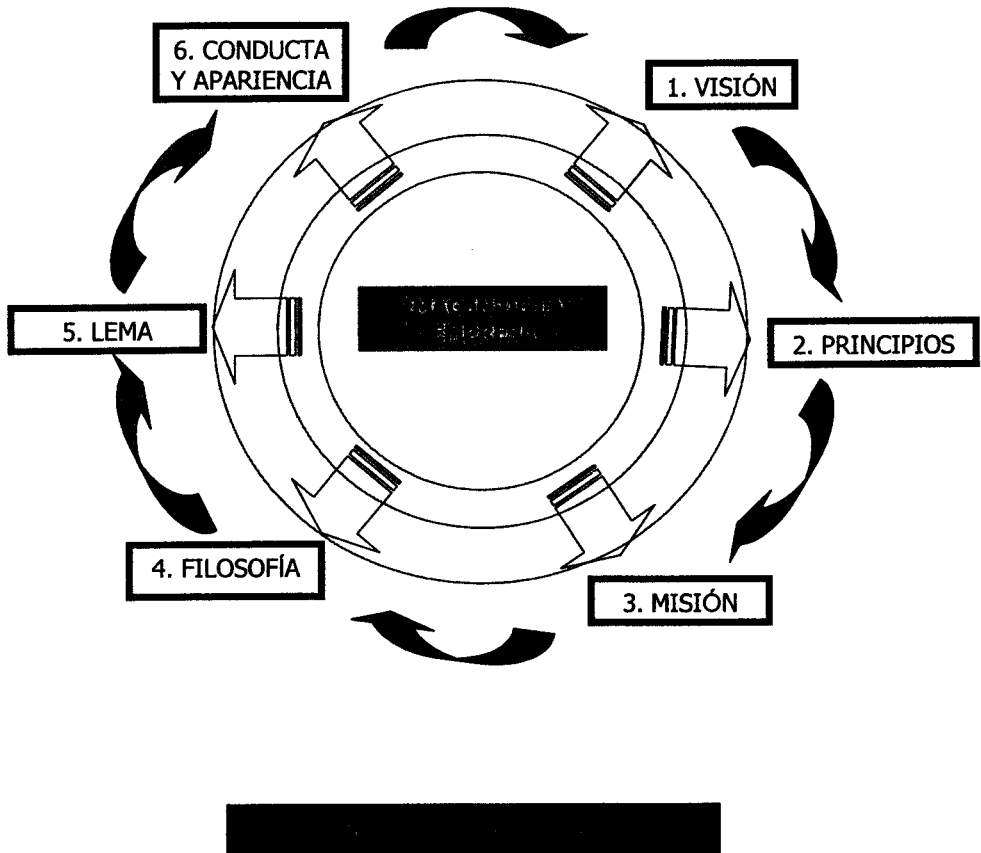 6. CONDUCTA
Y APARIENCIA
1. VISIÓN
5. LEMA
2. PRINCIPIOS
4. FILOSOFÍA
3. MISIÓN